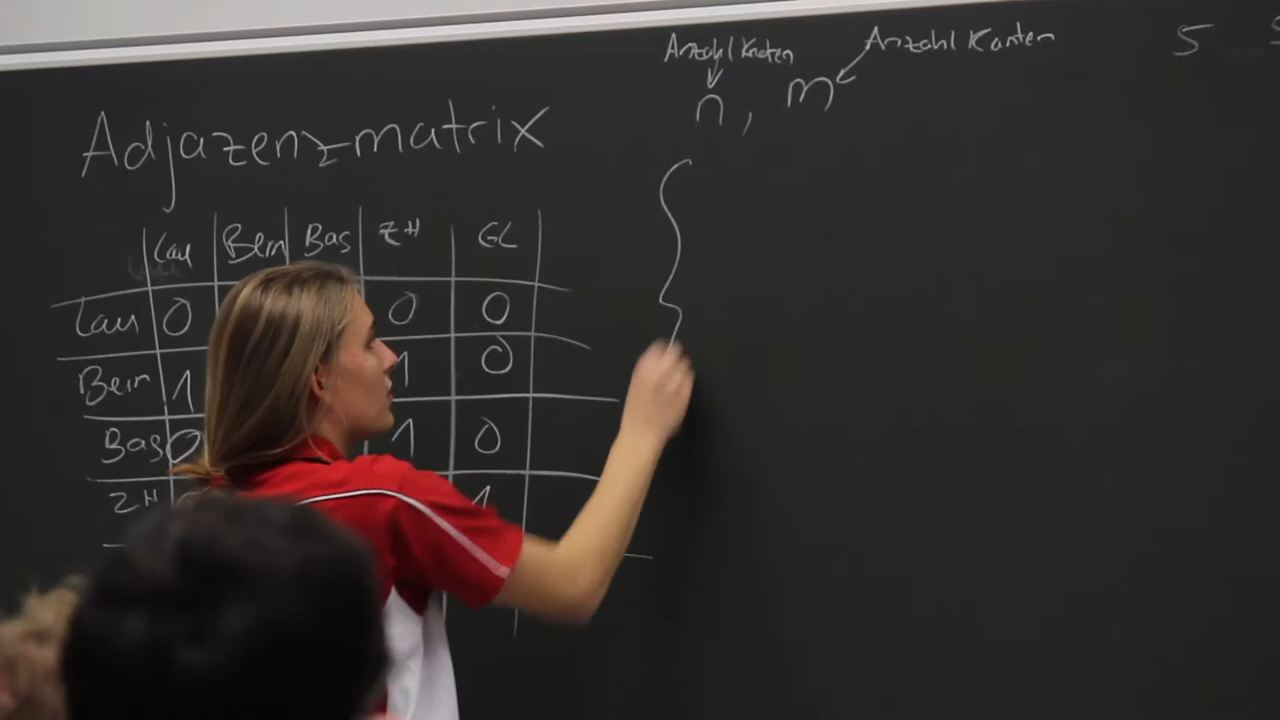 Anzahl Knoten Anzahl Kanten 5
n, m
Adjazenzmatrix
Lau Bern Bas ZH GL
Lau 0 0 0
Bern 1 1 0
Bas 0 1 0
ZH 1